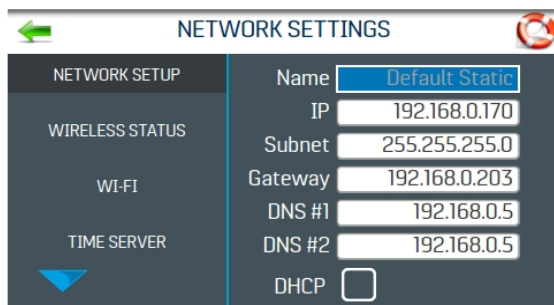 NETWORK SETTINGS
NETWORK SETUP
WIRELESS STATUS
WI-FI
TIME SERVER
Name Default Static
IP 192.168.0.170
Subnet 255.255.255.0
Gateway 192.168.0.203
DNS #1 192.168.0.5
DNS #2 192.168.0.5
DHCP